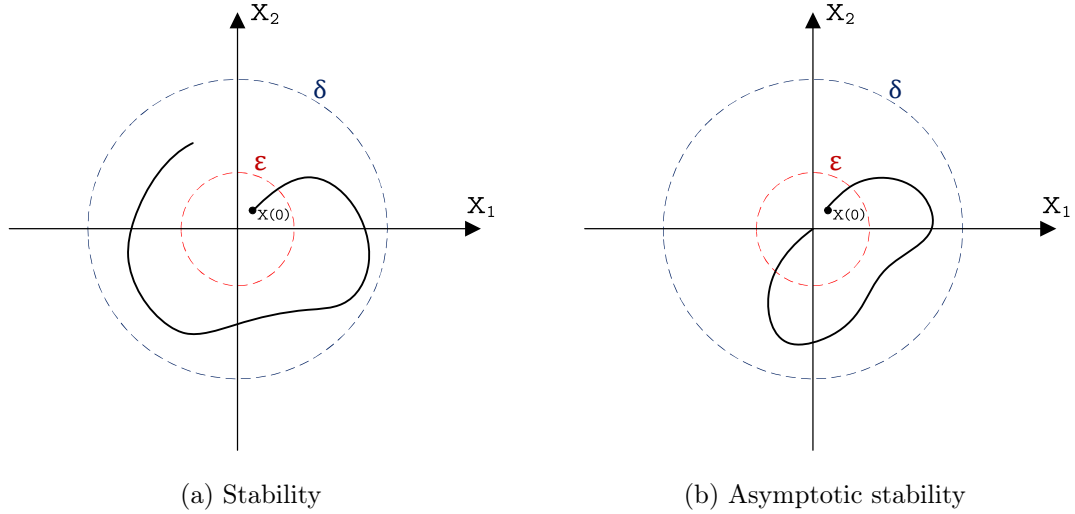 X₂
δ
ε
X(0)
X₁
(a) Stability
X₂
δ
ε
X(0)
X₁
(b) Asymptotic stability